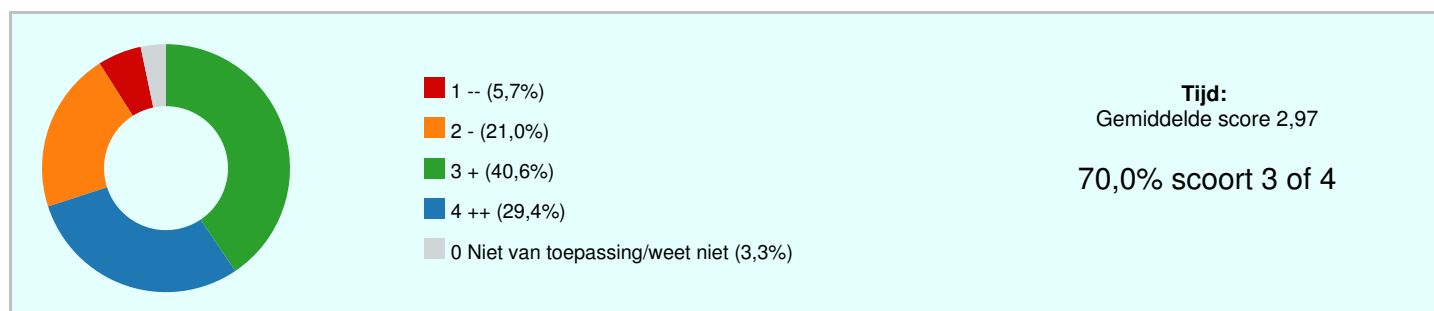 1 -- (5,7%)
2 - (21,0%)
3 + (40,6%)
4 ++ (29,4%)
0 Niet van toepassing/weet niet (3,3%)
Tijd:
Gemiddelde score 2,97
70,0% scoort 3 of 4